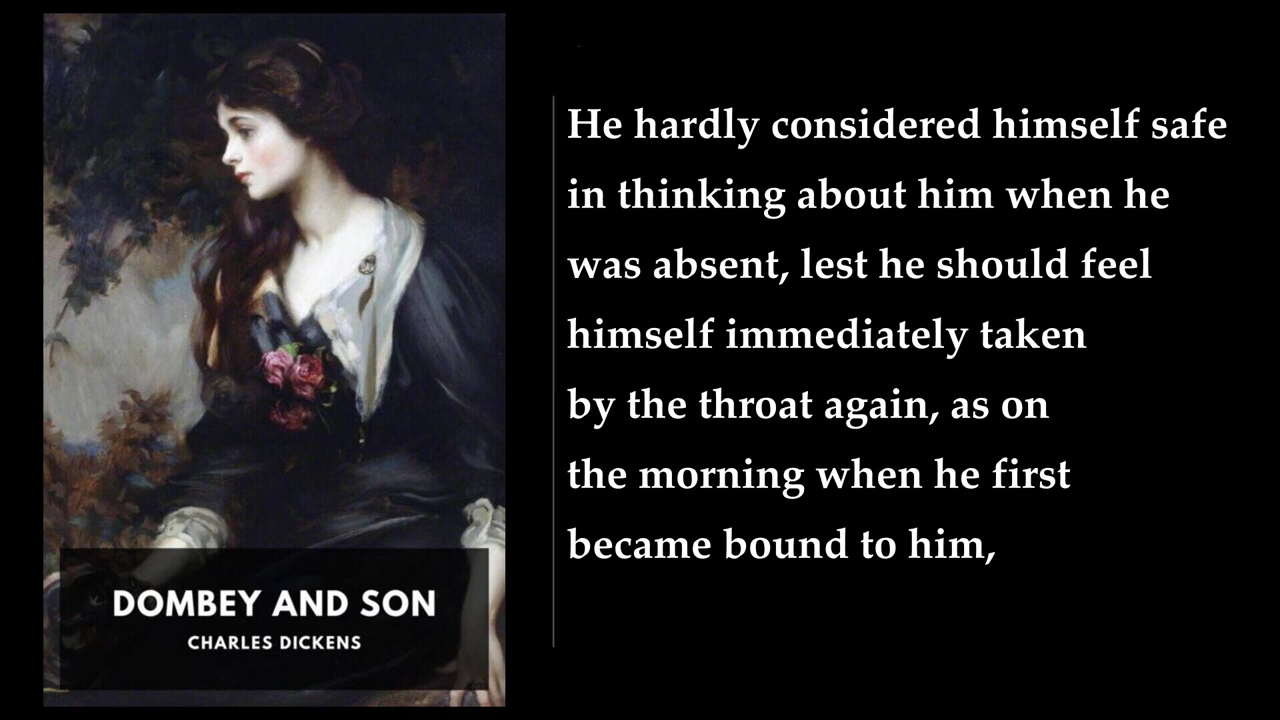 He hardly considered himself safe
in thinking about him when he
was absent, lest he should feel
himself immediately taken
by the throat again, as on
the morning when he first
became bound to him,
DOMBEY AND SON
CHARLES DICKENS